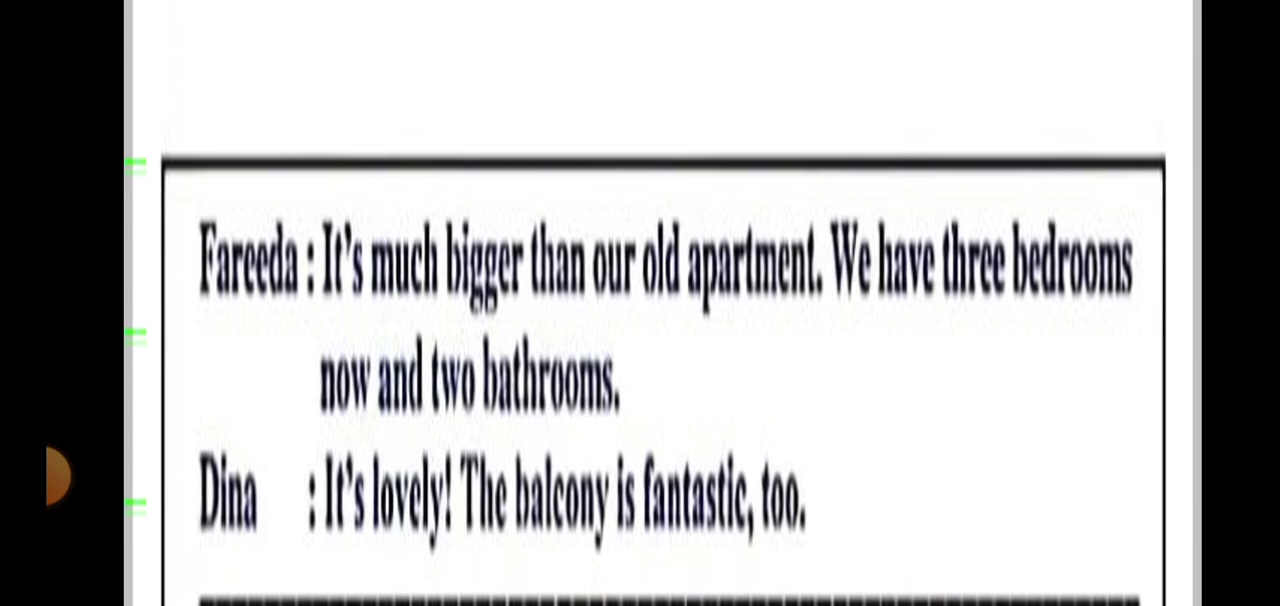 Fareeda : It's much bigger than our old apartment. We have three bedrooms
now and two bathrooms.
Dina : It's lovely! The balcony is fantastic, too.